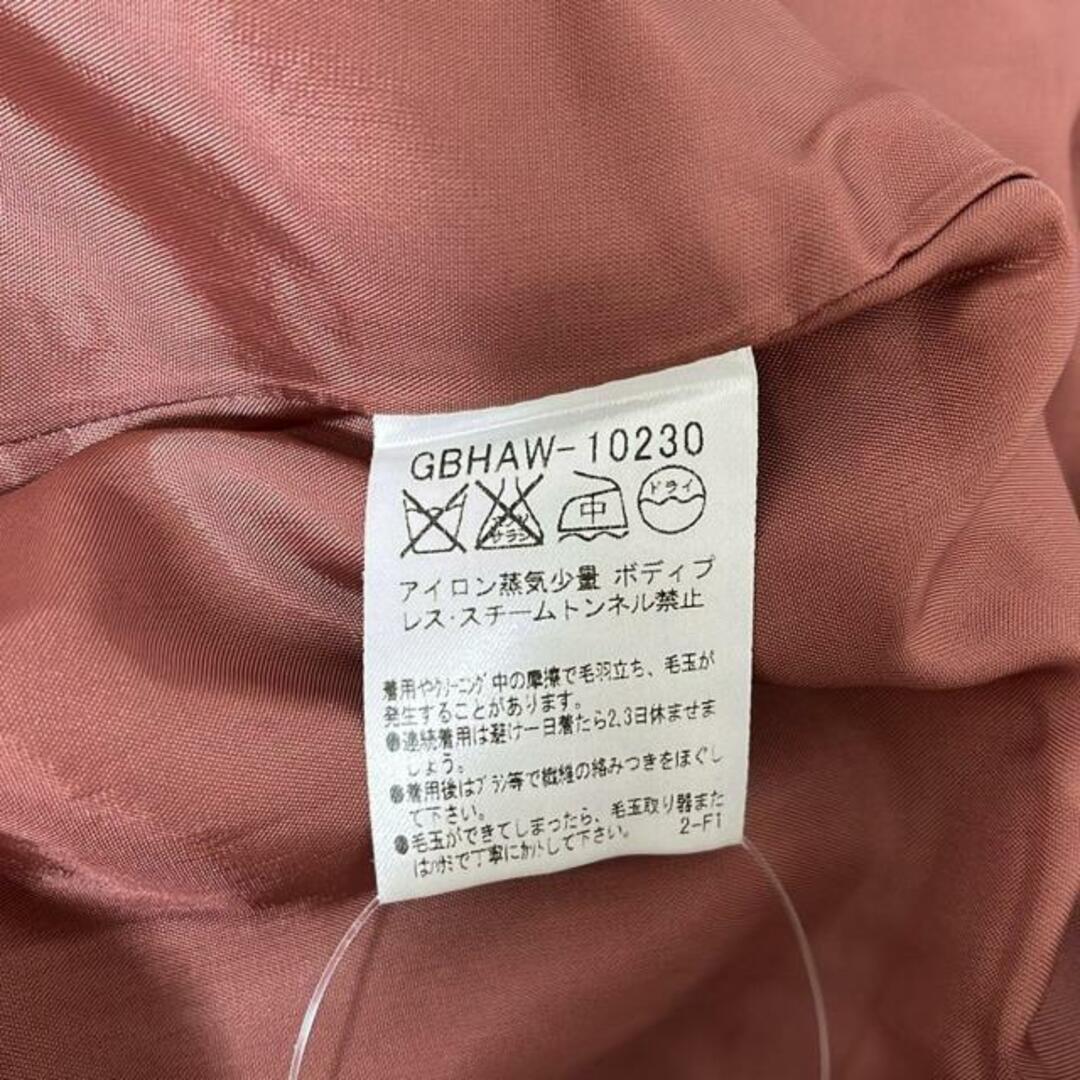 GBHAW-10230
エンソ サラシ 中 ドライ
アイロン蒸気少量 ボディプ
レス・スチームトンネル禁止
着用やクリーニング中の摩擦で毛羽立ち、毛玉が
発生することがあります。
●連続着用は避け一日着たら2,3日休ませま
しょう。
●着用後はブラシ等で繊維の絡みつきをほぐし
て下さい。
●毛玉ができてしまったら、毛玉取り器また
はハサミで丁寧にカットして下さい。 2-F1